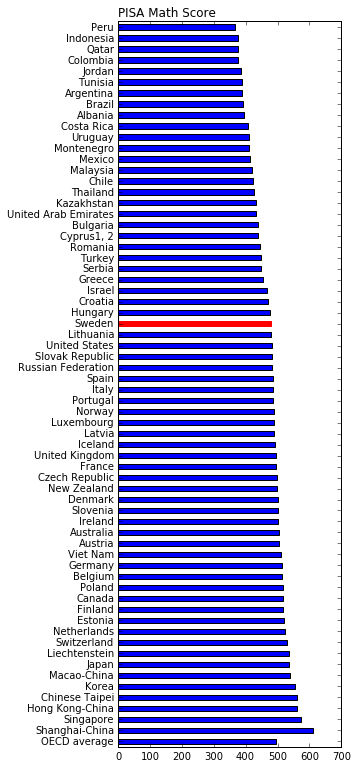 PISA Math Score
Peru
Indonesia
Qatar
Colombia
Jordan
Tunisia
Argentina
Brazil
Albania
Costa Rica
Uruguay
Montenegro
Mexico
Malaysia
Chile
Thailand
Kazakhstan
United Arab Emirates
Bulgaria
Cyprus1, 2
Romania
Turkey
Serbia
Greece
Israel
Croatia
Hungary
Sweden
Lithuania
United States
Slovak Republic
Russian Federation
Spain
Italy
Portugal
Norway
Luxembourg
Latvia
Iceland
United Kingdom
France
Czech Republic
New Zealand
Denmark
Slovenia
Ireland
Australia
Austria
Viet Nam
Germany
Belgium
Poland
Canada
Finland
Estonia
Netherlands
Switzerland
Liechtenstein
Japan
Macao-China
Korea
Chinese Taipei
Hong Kong-China
Singapore
Shanghai-China
OECD average
0 100 200 300 400 500 600 700